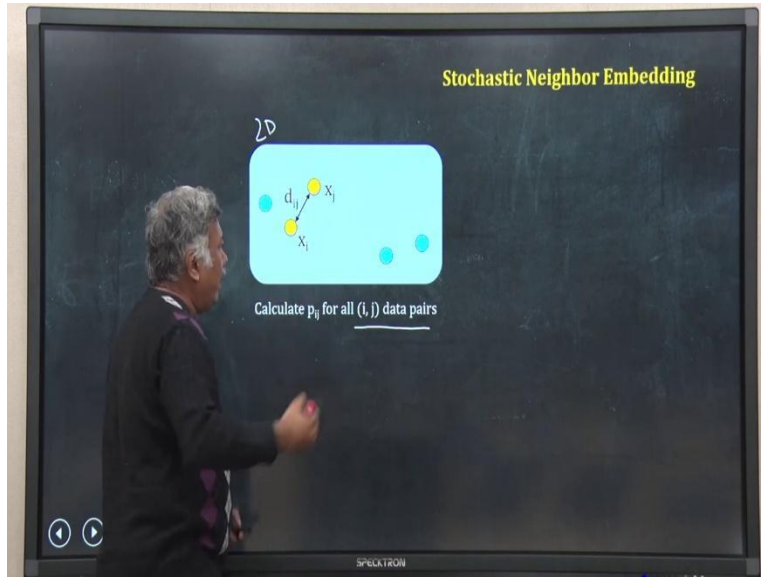 Stochastic Neighbor Embedding
2D
dᵢⱼ
xⱼ
xᵢ
Calculate pᵢⱼ for all (i, j) data pairs
SPECKTRON